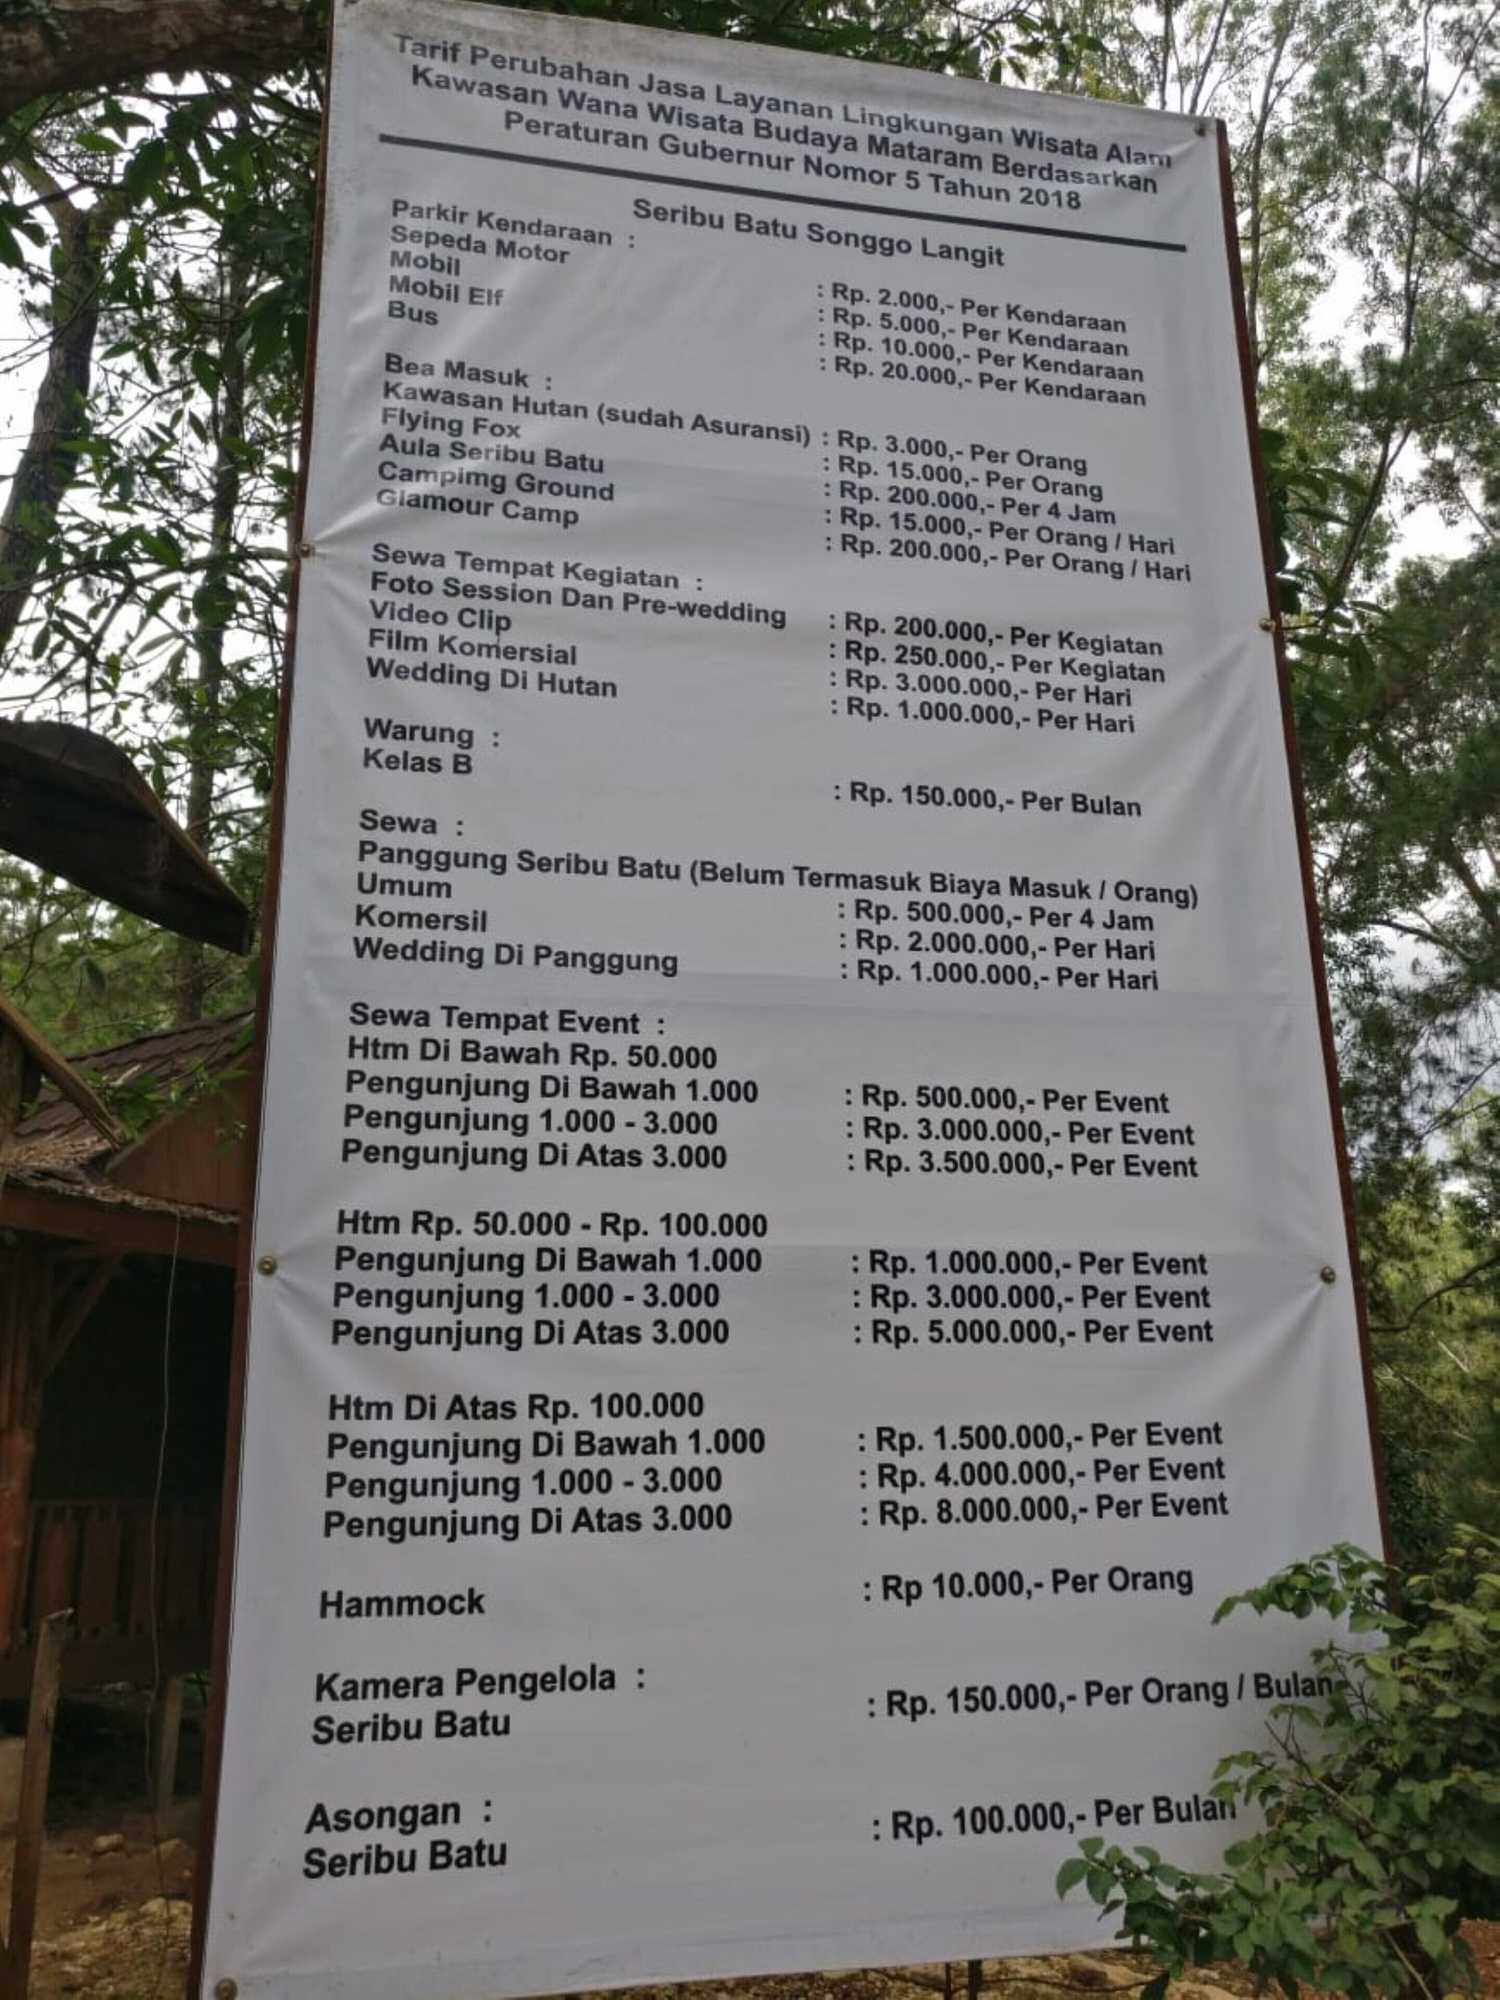 Tarif Perubahan Jasa Layanan Lingkungan Wisata Alam
Kawasan Wana Wisata Budaya Mataram Berdasarkan
Peraturan Gubernur Nomor 5 Tahun 2018
Seribu Batu Songgo Langit
Parkir Kendaraan :
Sepeda Motor : Rp. 2.000,- Per Kendaraan
Mobil : Rp. 5.000,- Per Kendaraan
Mobil Elf : Rp. 10.000,- Per Kendaraan
Bus : Rp. 20.000,- Per Kendaraan
Bea Masuk :
Kawasan Hutan (sudah Asuransi) : Rp. 3.000,- Per Orang
Flying Fox : Rp. 15.000,- Per Orang
Aula Seribu Batu : Rp. 200.000,- Per 4 Jam
Campimg Ground : Rp. 15.000,- Per Orang / Hari
Glamour Camp : Rp. 200.000,- Per Orang / Hari
Sewa Tempat Kegiatan :
Foto Session Dan Pre-wedding : Rp. 200.000,- Per Kegiatan
Video Clip : Rp. 250.000,- Per Kegiatan
Film Komersial : Rp. 3.000.000,- Per Hari
Wedding Di Hutan : Rp. 1.000.000,- Per Hari
Warung :
Kelas B : Rp. 150.000,- Per Bulan
Sewa :
Panggung Seribu Batu (Belum Termasuk Biaya Masuk / Orang)
Umum : Rp. 500.000,- Per 4 Jam
Komersil : Rp. 2.000.000,- Per Hari
Wedding Di Panggung : Rp. 1.000.000,- Per Hari
Sewa Tempat Event :
Htm Di Bawah Rp. 50.000
Pengunjung Di Bawah 1.000 : Rp. 500.000,- Per Event
Pengunjung 1.000 - 3.000 : Rp. 3.000.000,- Per Event
Pengunjung Di Atas 3.000 : Rp. 3.500.000,- Per Event
Htm Rp. 50.000 - Rp. 100.000
Pengunjung Di Bawah 1.000 : Rp. 1.000.000,- Per Event
Pengunjung 1.000 - 3.000 : Rp. 3.000.000,- Per Event
Pengunjung Di Atas 3.000 : Rp. 5.000.000,- Per Event
Htm Di Atas Rp. 100.000
Pengunjung Di Bawah 1.000 : Rp. 1.500.000,- Per Event
Pengunjung 1.000 - 3.000 : Rp. 4.000.000,- Per Event
Pengunjung Di Atas 3.000 : Rp. 8.000.000,- Per Event
Hammock : Rp 10.000,- Per Orang
Kamera Pengelola :
Seribu Batu : Rp. 150.000,- Per Orang / Bulan
Asongan :
Seribu Batu : Rp. 100.000,- Per Bulan